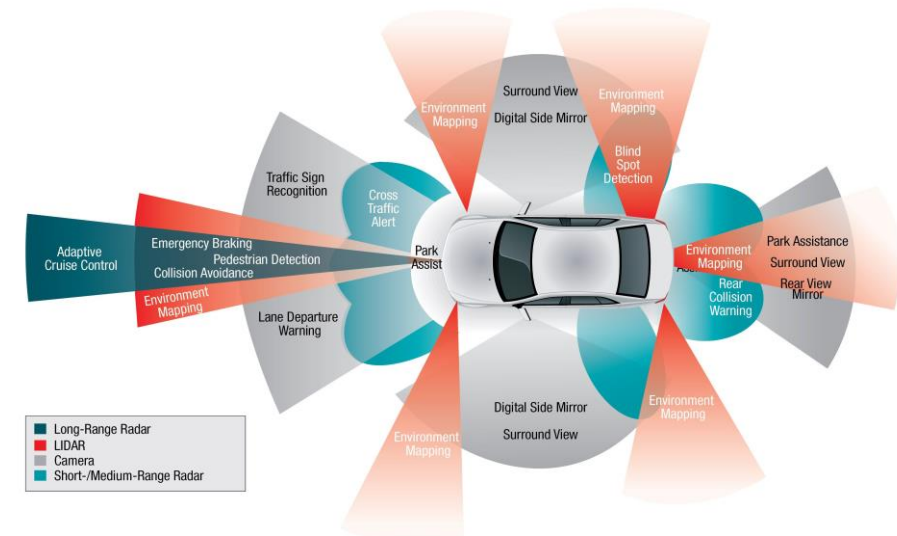 Environment
Mapping
Surround View
Digital Side Mirror
Environment
Mapping
Blind
Spot
Detection
Traffic Sign
Recognition
Cross
Traffic
Alert
Adaptive
Cruise Control
Emergency Braking
Pedestrian Detection
Collision Avoidance
Environment
Mapping
Park
Assist
Lane Departure
Warning
Environment
Mapping
Rear
Collision
Warning
Park Assistance
Surround View
Rear View
Mirror
Environment
Mapping
Digital Side Mirror
Surround View
Environment
Mapping
Long-Range Radar
LIDAR
Camera
Short-/Medium-Range Radar